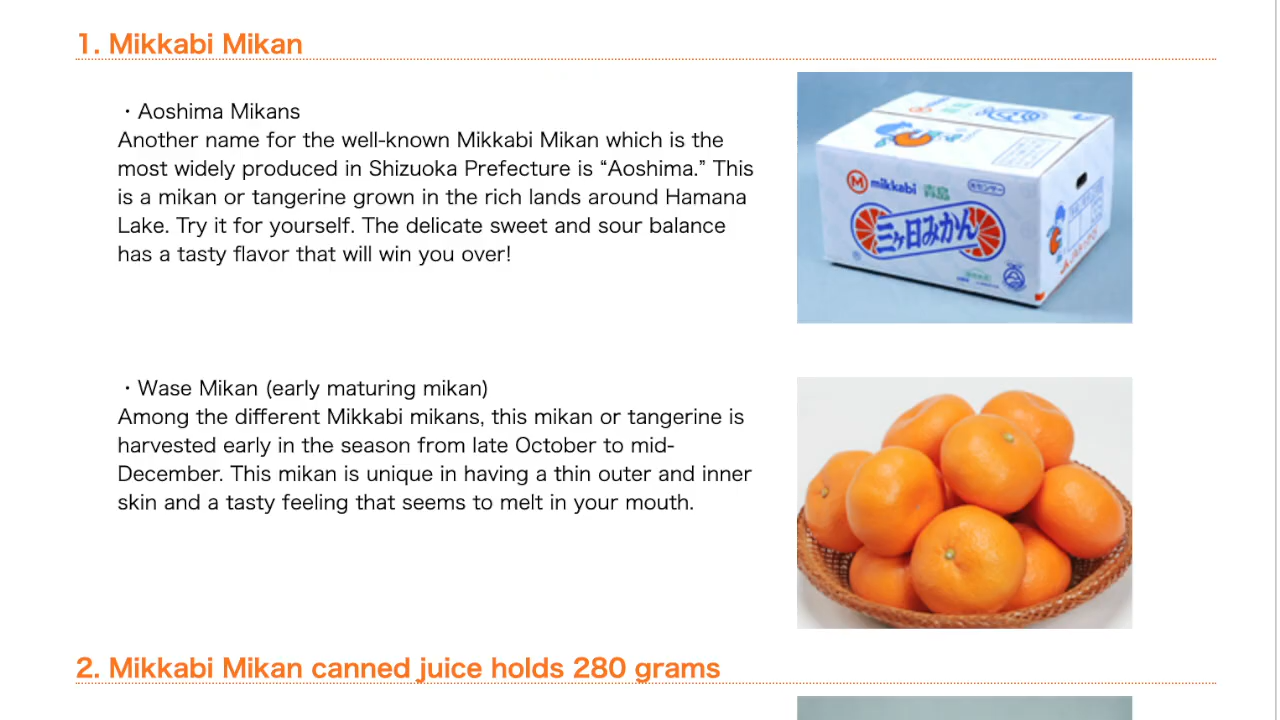 1. Mikkabi Mikan
・Aoshima Mikans
Another name for the well-known Mikkabi Mikan which is the
most widely produced in Shizuoka Prefecture is “Aoshima.” This
is a mikan or tangerine grown in the rich lands around Hamana
Lake. Try it for yourself. The delicate sweet and sour balance
has a tasty flavor that will win you over!
mikkabi
M mikkabi 青島
光センサー
三ヶ日みかん
・Wase Mikan (early maturing mikan)
Among the different Mikkabi mikans, this mikan or tangerine is
harvested early in the season from late October to mid-
December. This mikan is unique in having a thin outer and inner
skin and a tasty feeling that seems to melt in your mouth.
2. Mikkabi Mikan canned juice holds 280 grams